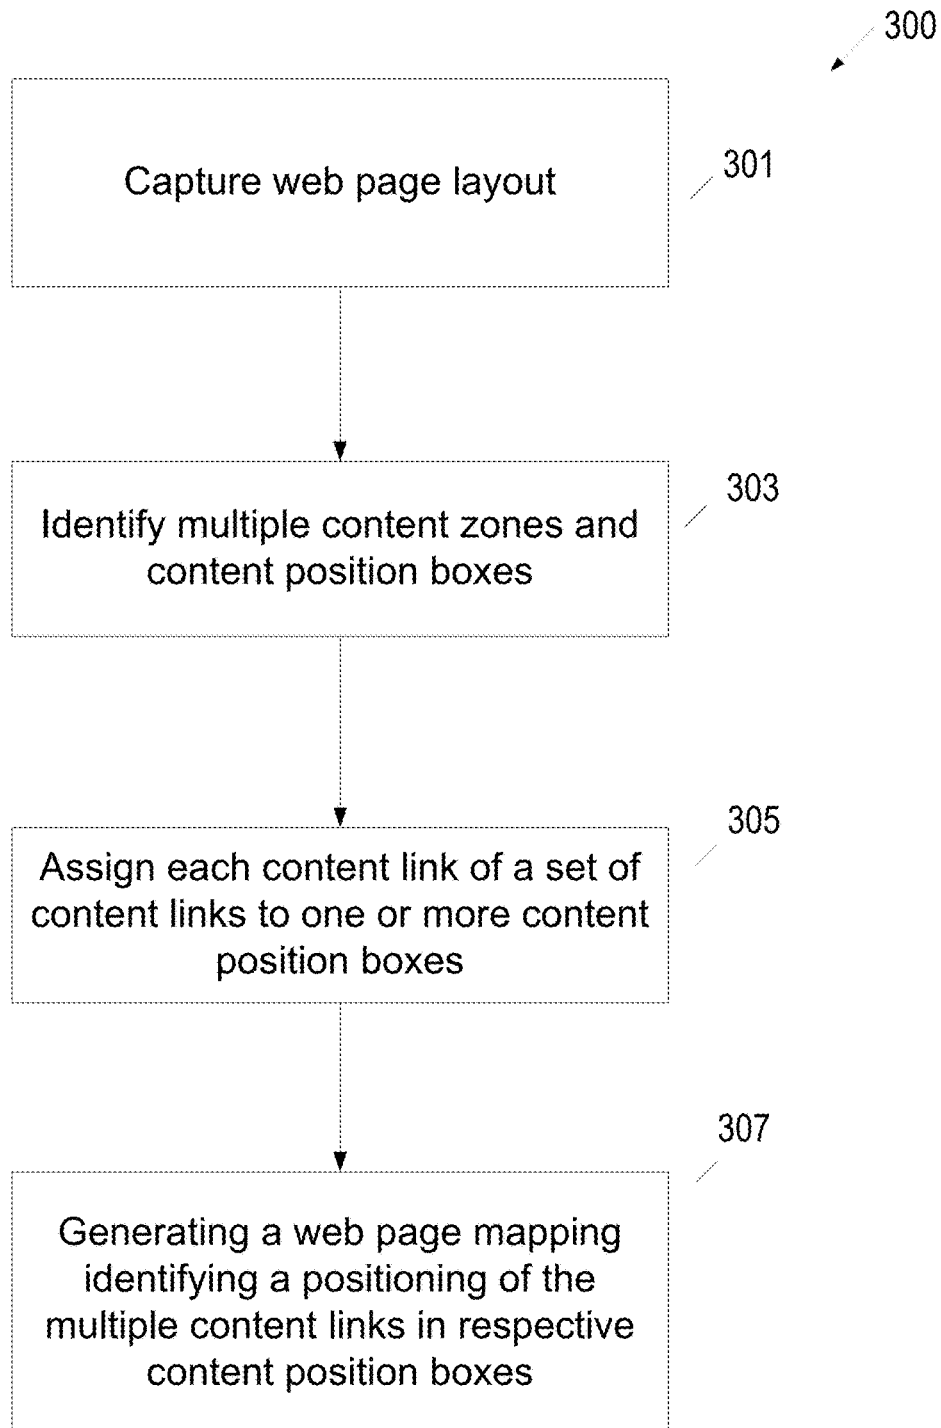 300
Capture web page layout
301
Identify multiple content zones and
content position boxes
303
Assign each content link of a set of
content links to one or more content
position boxes
305
Generating a web page mapping
identifying a positioning of the
multiple content links in respective
content position boxes
307